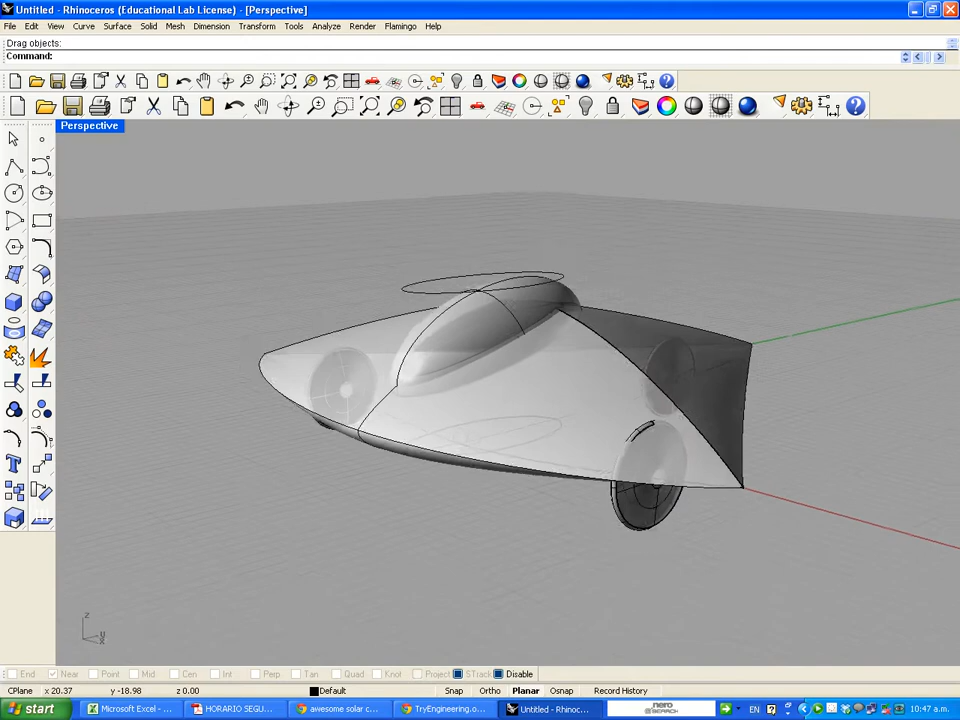 Untitled - Rhinoceros (Educational Lab License) - [Perspective]
File Edit View Curve Surface Solid Mesh Dimension Transform Tools Analyze Render Flamingo Help
Drag objects:
Command:
Perspective
z
y
x
End Near Point Mid Cen Int Perp Tan Quad Knot Project STrack Disable
CPlane x 20.37 y -18.98 z 0.00 Default Snap Ortho Planar Osnap Record History
start Microsoft Excel - ... HORARIO SEGU... awesome solar c... TryEngineering.o... Untitled - Rhinoc... nero SEARCH EN 10:47 a.m.